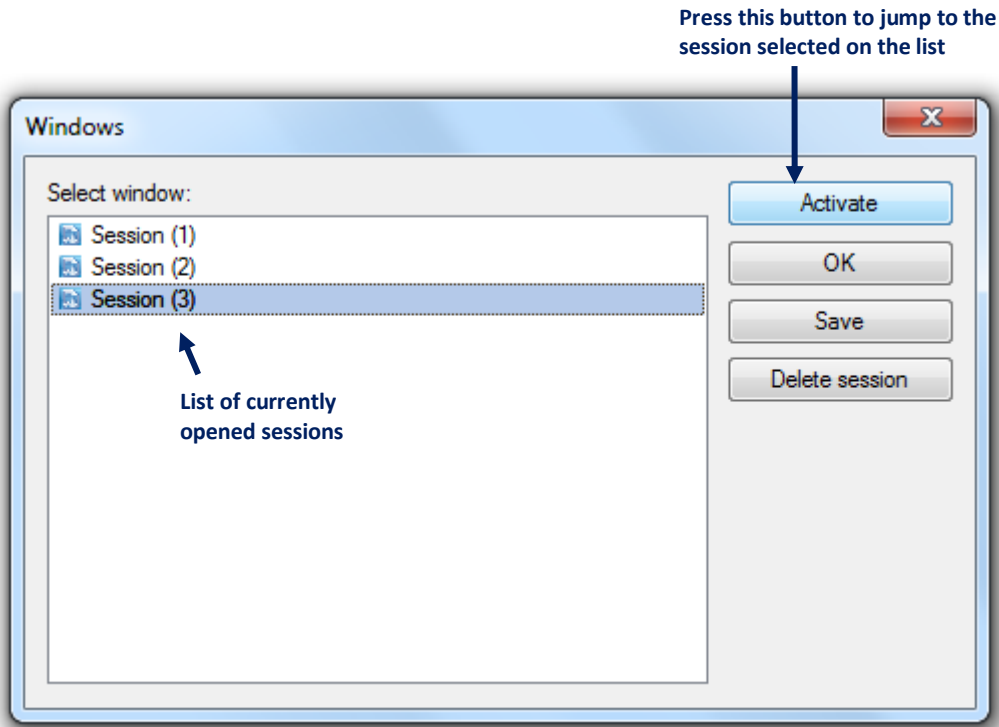 Press this button to jump to the
session selected on the list
Windows
Select window:
Session (1)
Session (2)
Session (3)
Activate
OK
Save
Delete session
List of currently
opened sessions